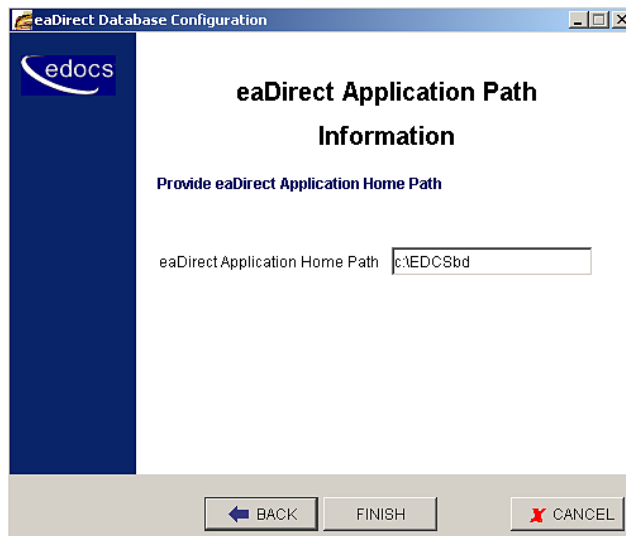 eaDirect Database Configuration
edocs
eaDirect Application Path
Information
Provide eaDirect Application Home Path
eaDirect Application Home Path c:\EDCSbd
BACK FINISH CANCEL